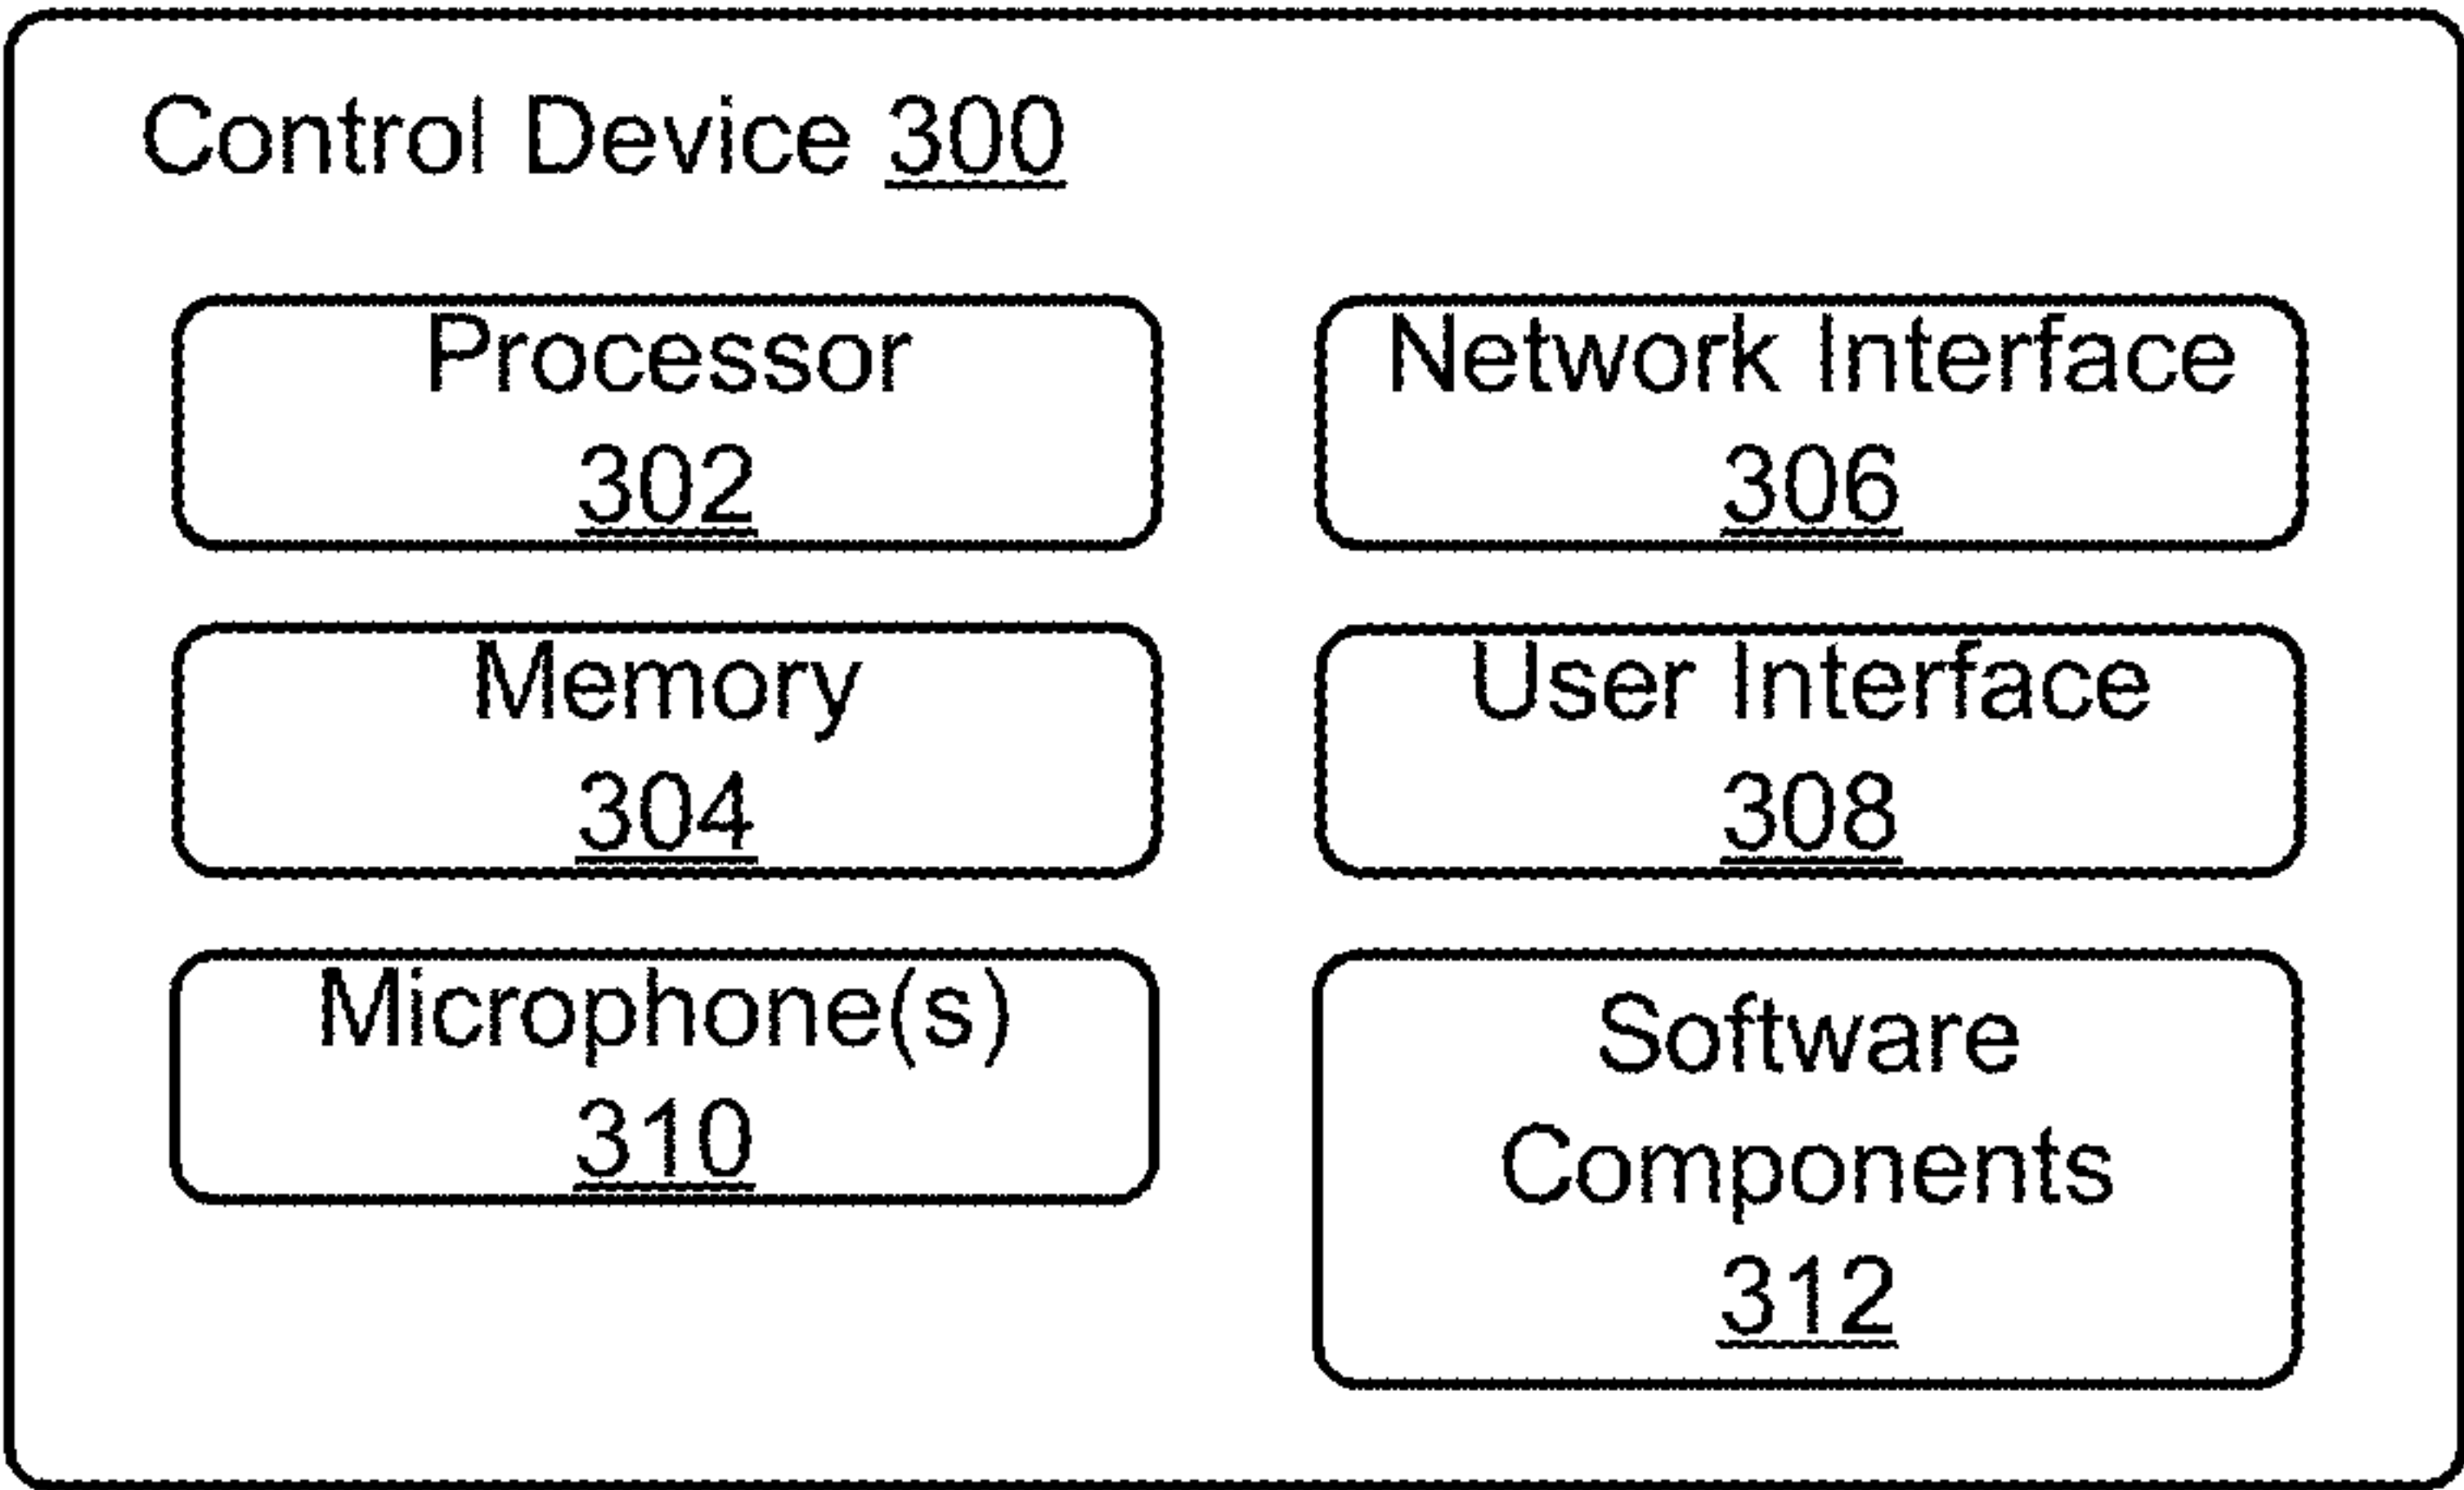 Control Device 300
Processor
302
Network Interface
306
Memory
304
User Interface
308
Microphone(s)
310
Software
Components
312